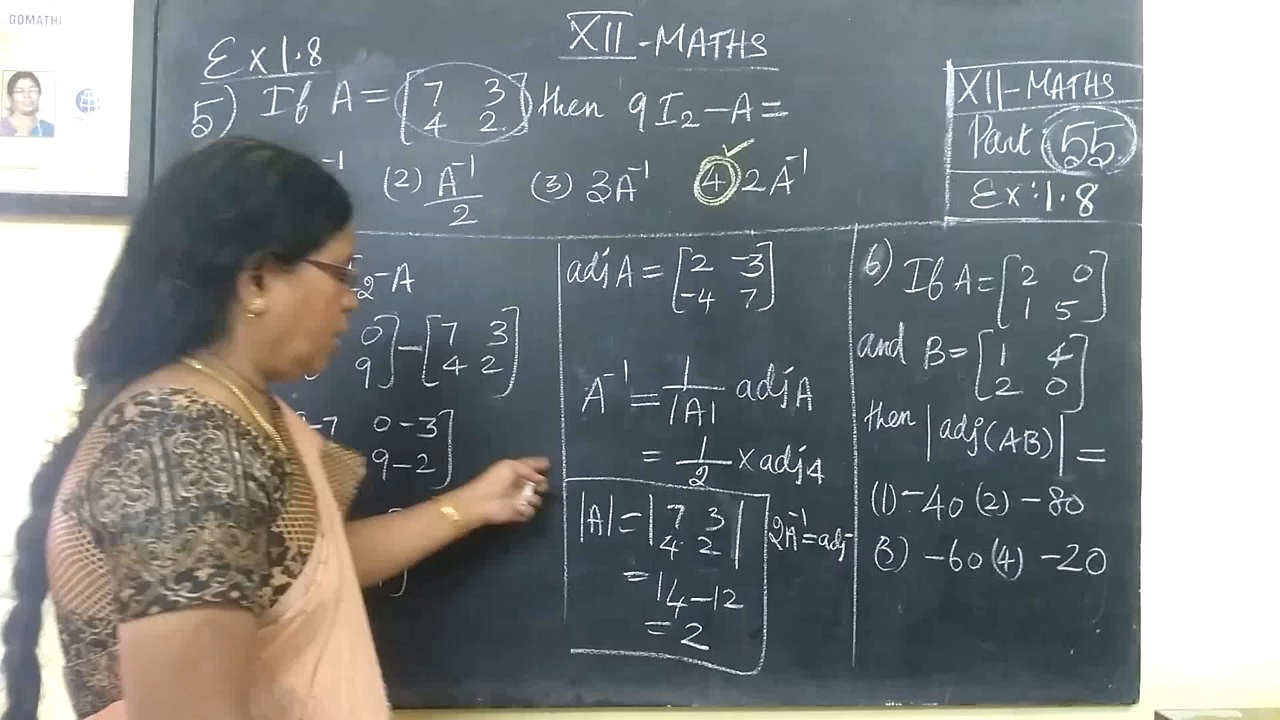 . GOMATHI
XII-MATHS
Ex 1.8
5) If A = [7 3
4 2] then 9I₂-A=
-1 (2) A⁻¹/2 (3) 3A⁻¹ (4) 2A⁻¹
XII-MATHS
Part: 55
Ex:1.8
I₂-A
0
9] - [7 3
4 2]
-7 0-3
9-2]
adj A = [2 -3
-4 7]
A⁻¹ = 1/|A| adj A
= 1/2 × adj A
|A| = |7 3
4 2|
= 14-12
= 2
2A⁻¹ = adj
6) If A = [2 0
1 5]
and B = [1 4
2 0]
then |adj(AB)| =
(1) -40 (2) -80
(3) -60 (4) -20